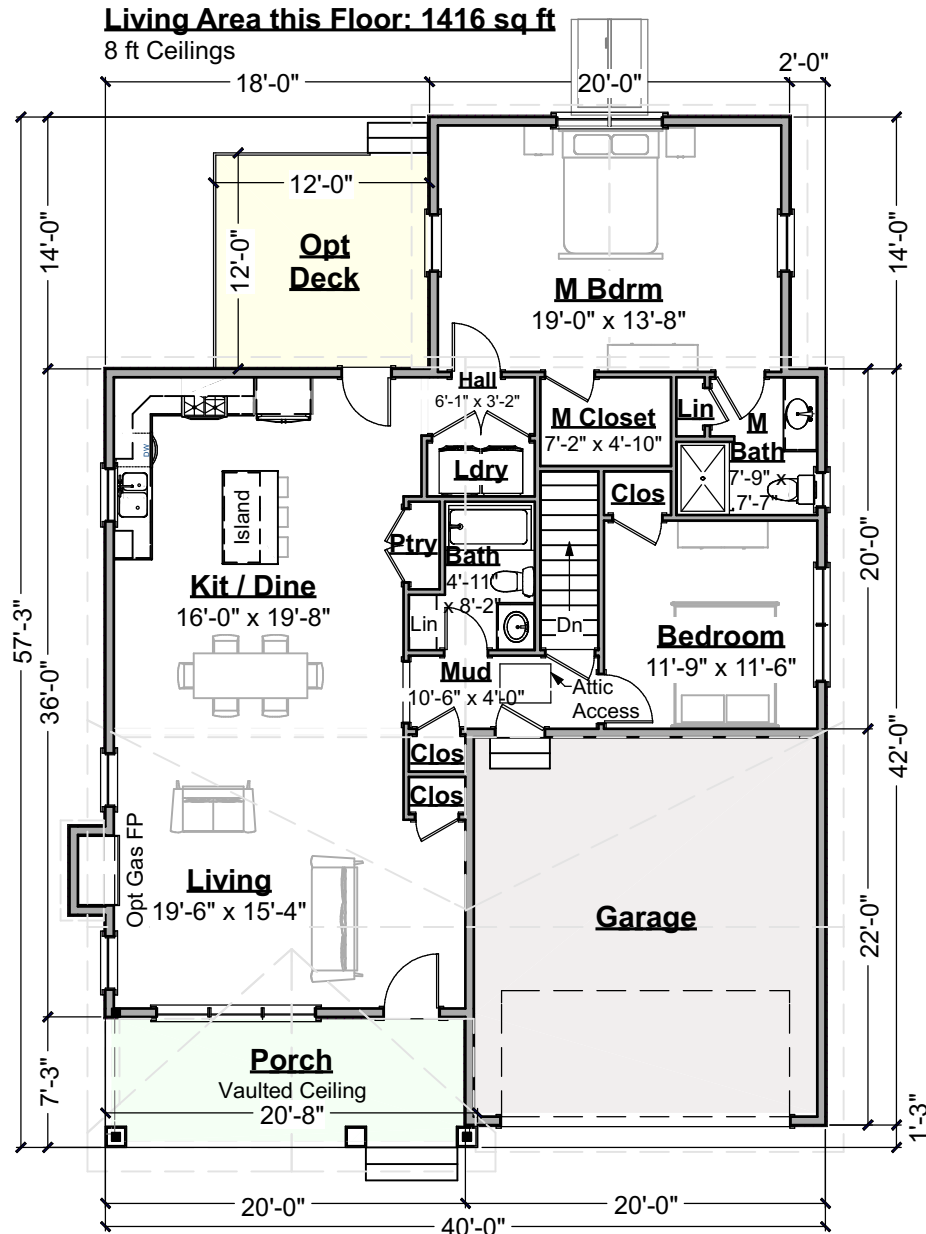 Living Area this Floor: 1416 sq ft
8 ft Ceilings
18'-0"
20'-0"
2'-0"
12'-0"
14'-0"
12'-0"
Opt
Deck
M Bdrm
19'-0" x 13'-8"
14'-0"
Hall
6'-1" x 3'-2"
M Closet
7'-2" x 4'-10"
Lin
M
Bath
7'-9" x
7'-7"
DW
Ldry
Clos
Island
Ptry
Bath
4'-11"
x 8'-2"
Kit / Dine
16'-0" x 19'-8"
20'-0"
57'-3"
36'-0"
Lin
Dn
Bedroom
11'-9" x 11'-6"
Mud
10'-6" x 4'-0"
Attic
Access
42'-0"
Clos
Clos
Opt Gas FP
Living
19'-6" x 15'-4"
Garage
22'-0"
Porch
Vaulted Ceiling
20'-8"
7'-3"
1'-3"
20'-0"
20'-0"
40'-0"